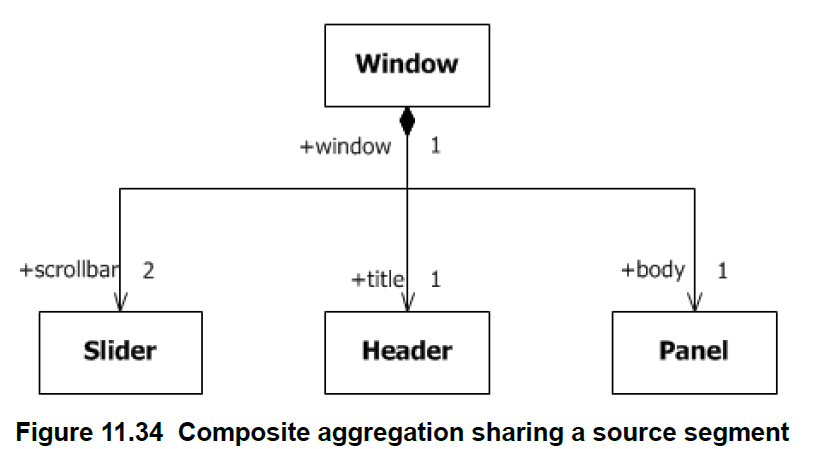 Window
+window 1
+scrollbar 2
+title 1
+body 1
Slider
Header
Panel
Figure 11.34 Composite aggregation sharing a source segment